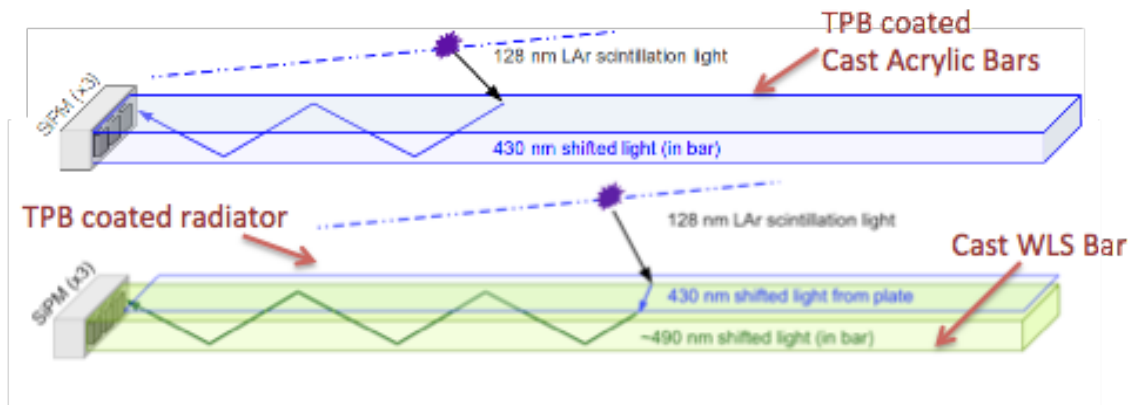 TPB coated
Cast Acrylic Bars
128 nm LAr scintillation light
SiPM (x3)
430 nm shifted light (in bar)
TPB coated radiator
128 nm LAr scintillation light
Cast WLS Bar
SiPM (x3)
430 nm shifted light from plate
~490 nm shifted light (in bar)